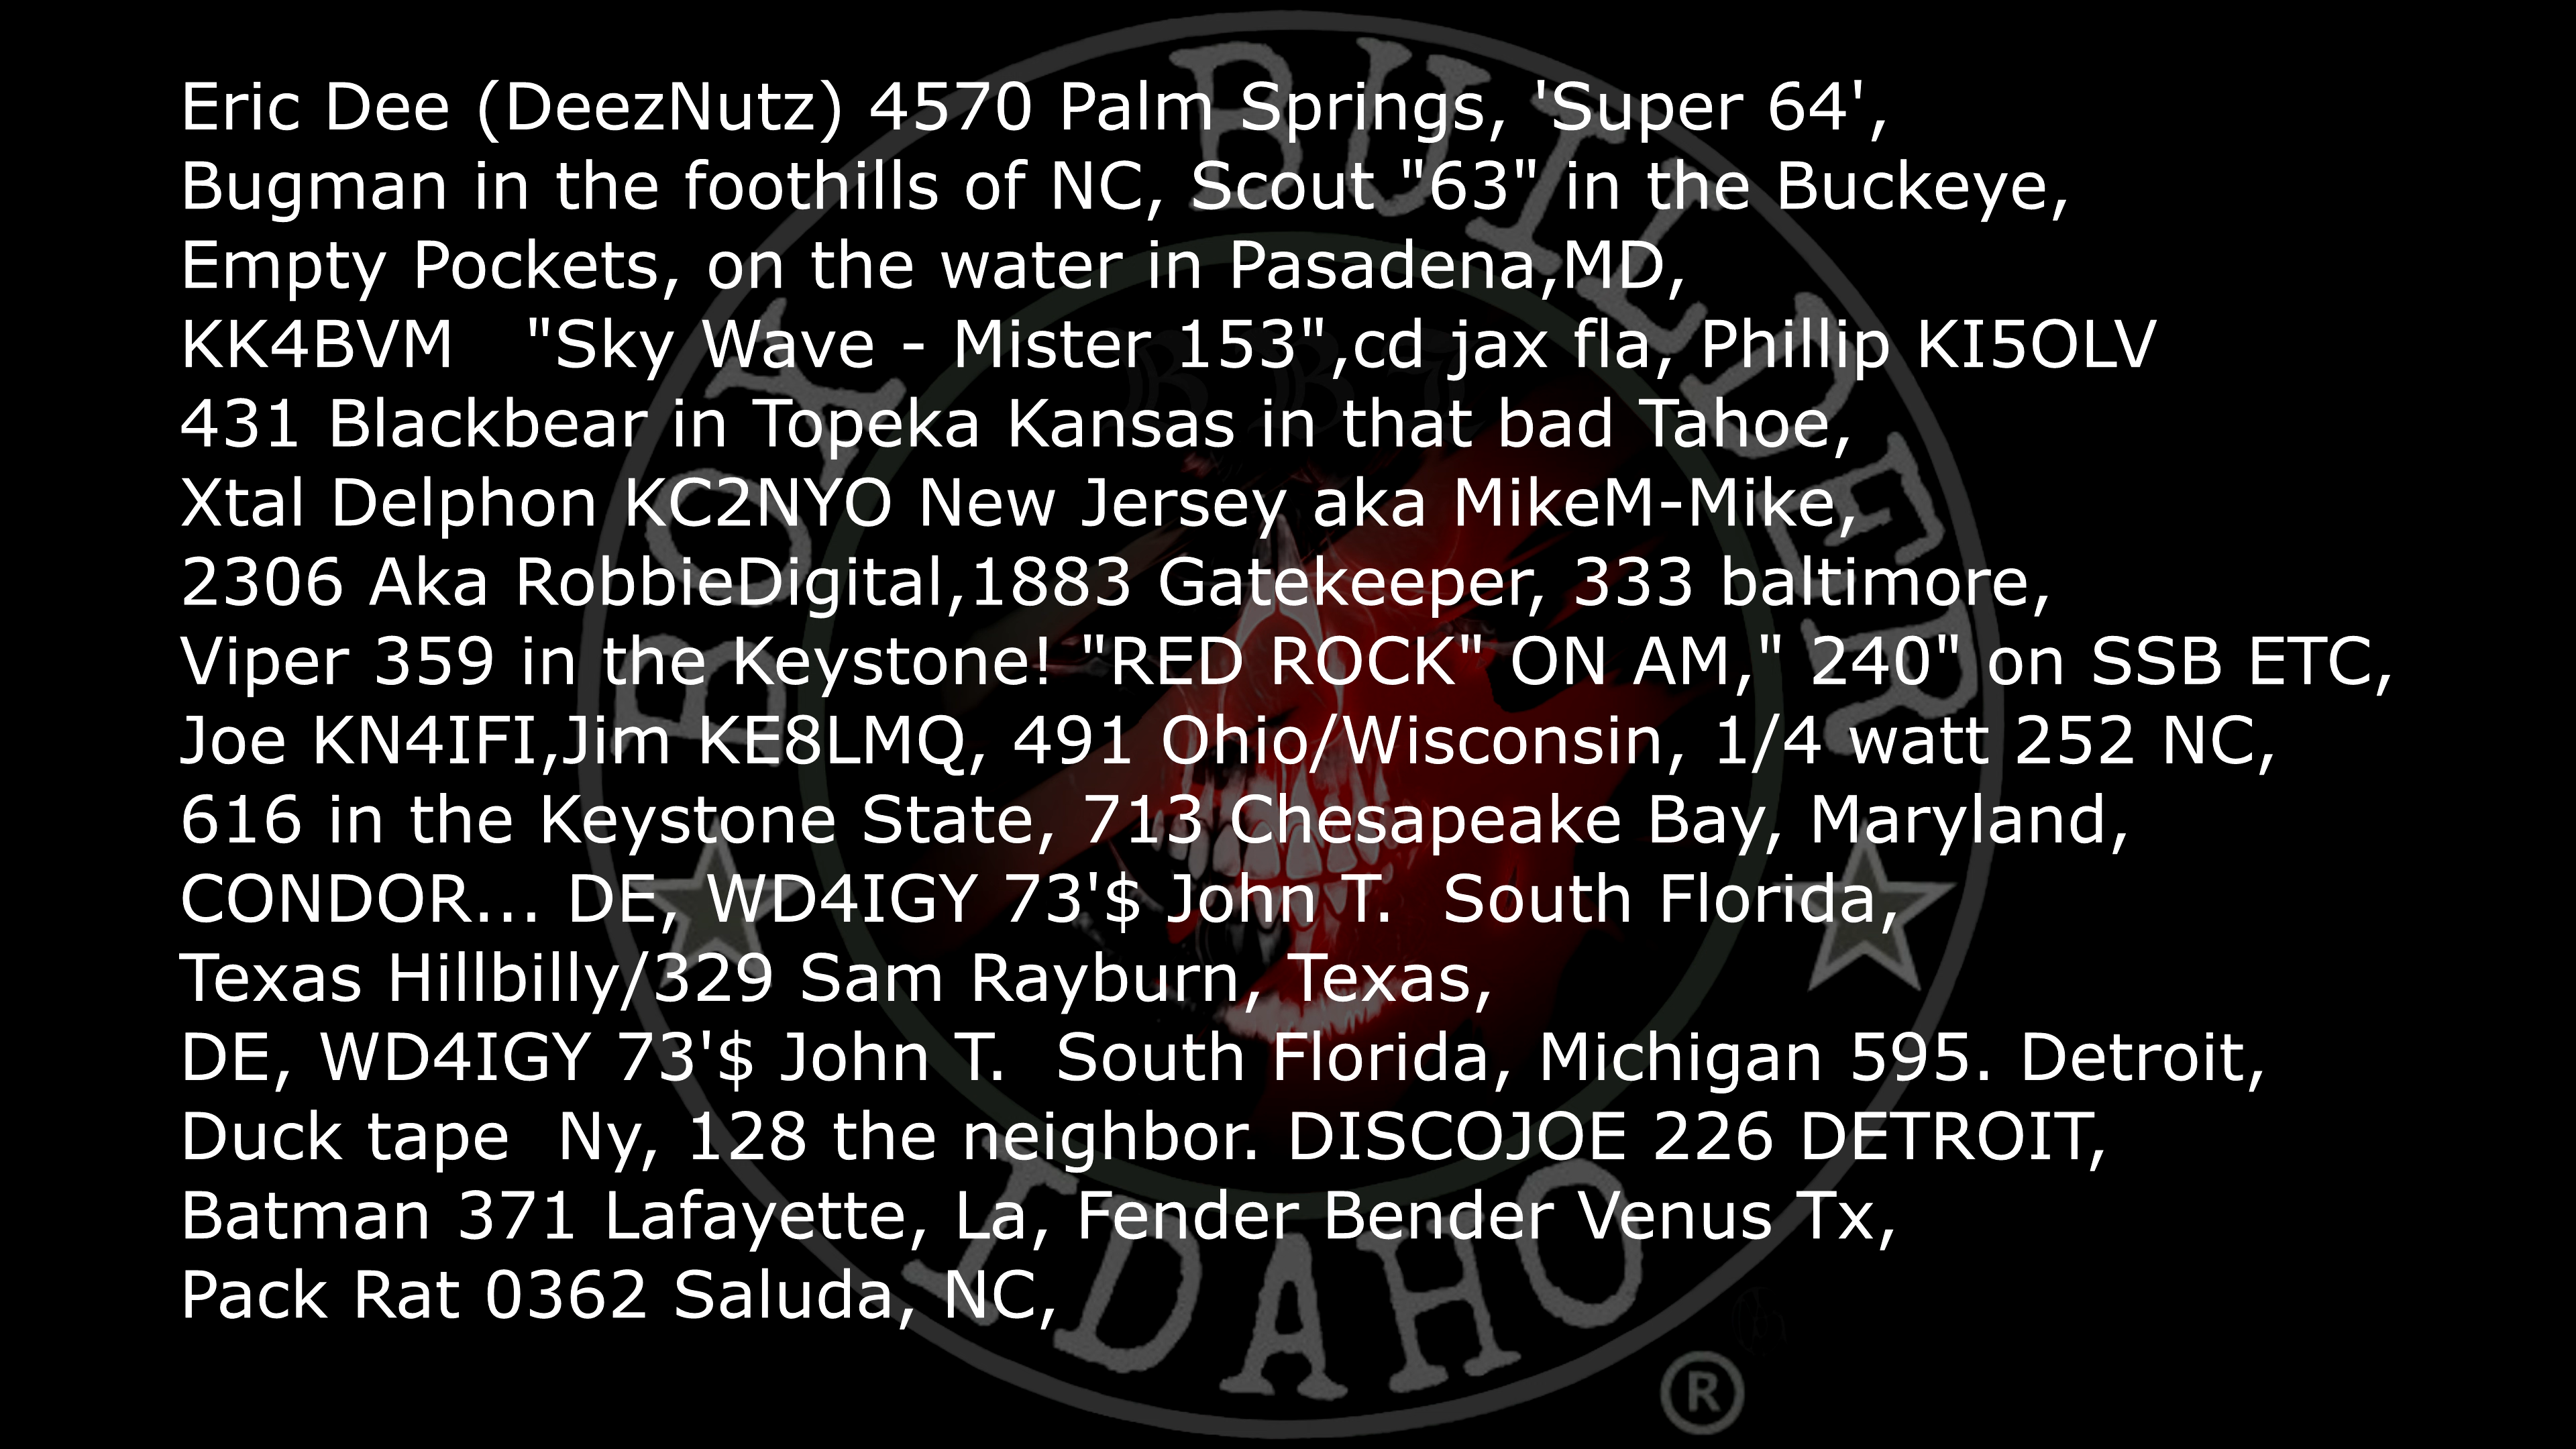 Eric Dee (DeezNutz) 4570 Palm Springs, 'Super 64',
Bugman in the foothills of NC, Scout "63" in the Buckeye,
Empty Pockets, on the water in Pasadena,MD,
KK4BVM   "Sky Wave - Mister 153",cd jax fla, Phillip KI5OLV
431 Blackbear in Topeka Kansas in that bad Tahoe,
Xtal Delphon KC2NYO New Jersey aka MikeM-Mike,
2306 Aka RobbieDigital,1883 Gatekeeper, 333 baltimore,
Viper 359 in the Keystone! "RED ROCK" ON AM," 240" on SSB ETC,
Joe KN4IFI,Jim KE8LMQ, 491 Ohio/Wisconsin, 1/4 watt 252 NC,
616 in the Keystone State, 713 Chesapeake Bay, Maryland,
CONDOR... DE, WD4IGY 73'$ John T.  South Florida,
Texas Hillbilly/329 Sam Rayburn, Texas,
DE, WD4IGY 73'$ John T.  South Florida, Michigan 595. Detroit,
Duck tape  Ny, 128 the neighbor. DISCOJOE 226 DETROIT,
Batman 371 Lafayette, La, Fender Bender Venus Tx,
Pack Rat 0362 Saluda, NC,
BOY BUILDER
IDAHO
®